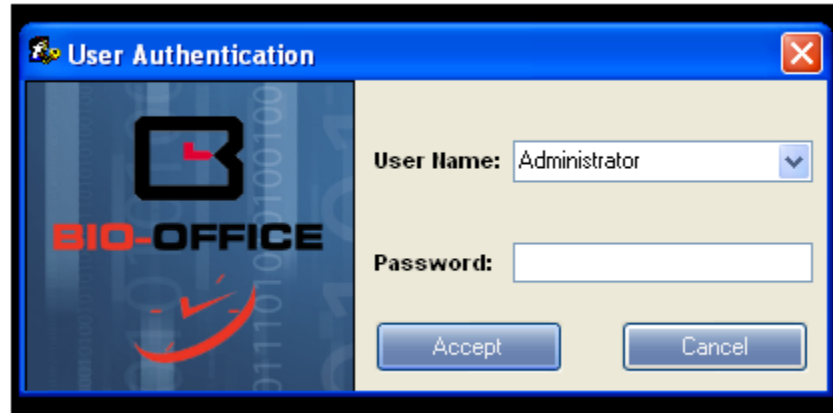 User Authentication
BIO-OFFICE
User Name: Administrator
Password:
Accept Cancel